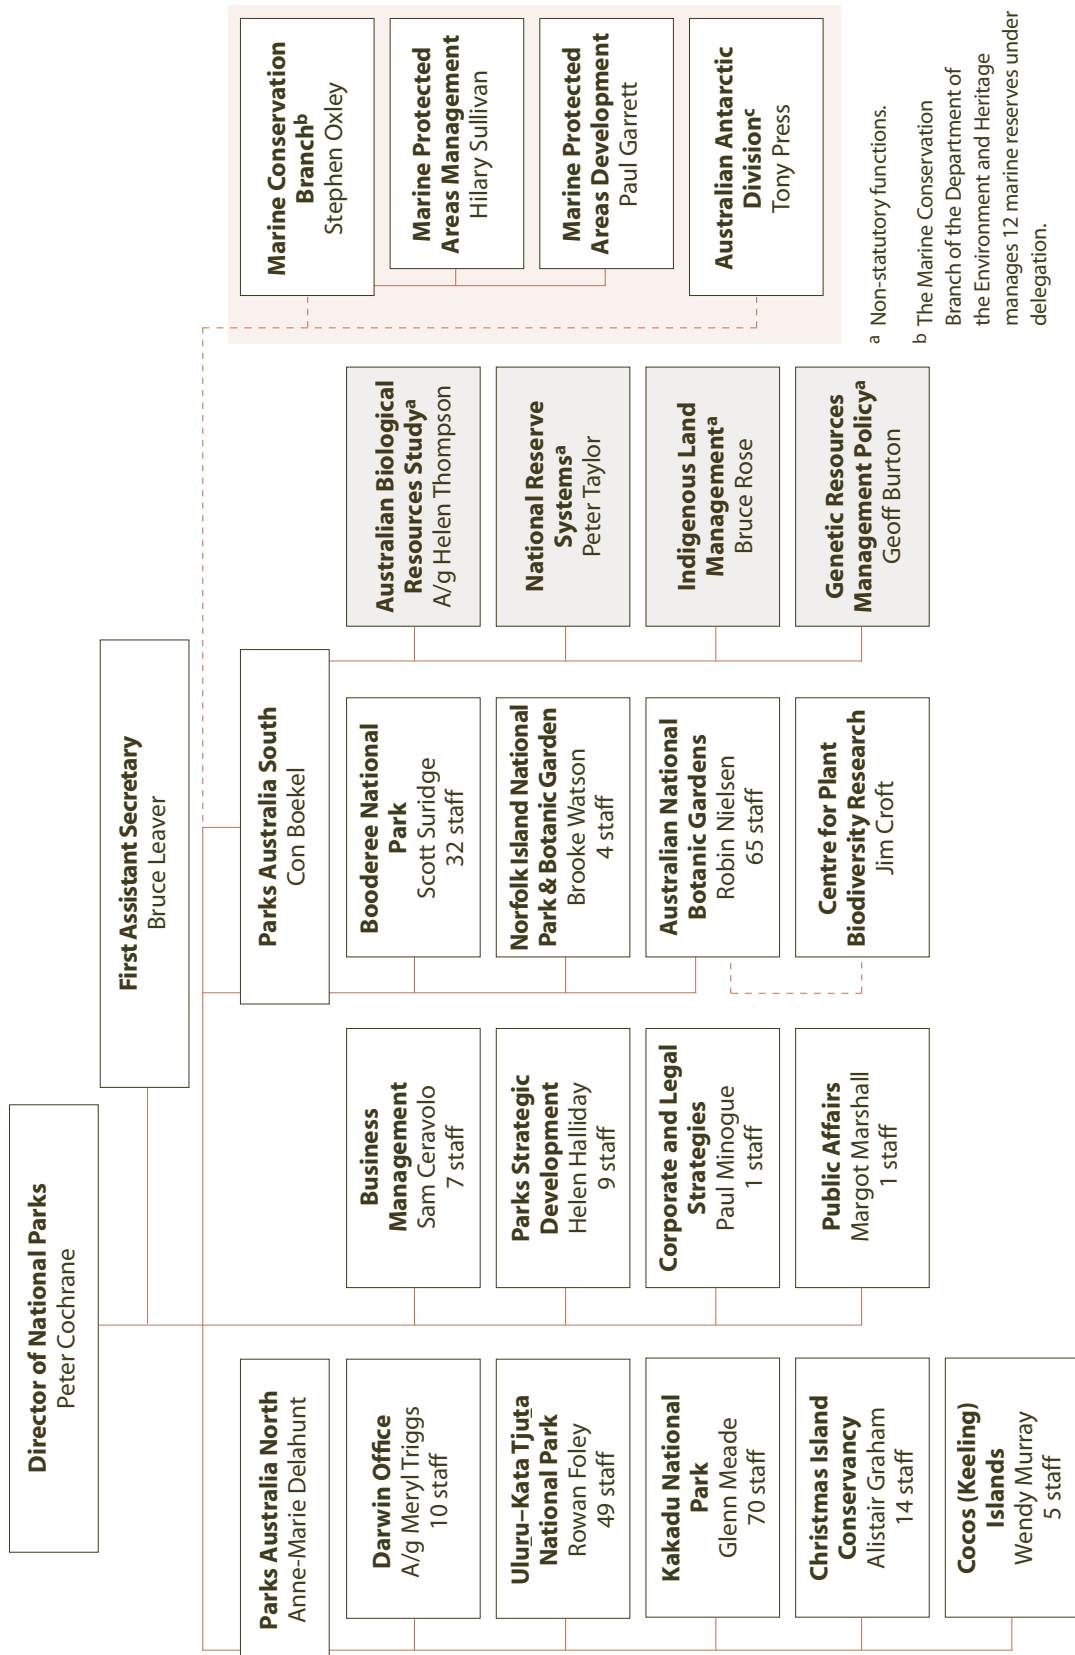 Director of National Parks
Peter Cochrane
First Assistant Secretary
Bruce Leaver
Parks Australia North
Anne-Marie Delahunt
Darwin Office
A/g Meryl Triggs
10 staff
Uluṟu–Kata Tjuṯa
National Park
Rowan Foley
49 staff
Kakadu National
Park
Glenn Meade
70 staff
Christmas Island
Conservancy
Alistair Graham
14 staff
Cocos (Keeling)
Islands
Wendy Murray
5 staff
Business
Management
Sam Ceravolo
7 staff
Parks Strategic
Development
Helen Halliday
9 staff
Corporate and Legal
Strategies
Paul Minogue
1 staff
Public Affairs
Margot Marshall
1 staff
Parks Australia South
Con Boekel
Booderee National
Park
Scott Suridge
32 staff
Norfolk Island National
Park & Botanic Garden
Brooke Watson
4 staff
Australian National
Botanic Gardens
Robin Nielsen
65 staff
Centre for Plant
Biodiversity Research
Jim Croft
Australian Biological
Resources Studyᵃ
A/g Helen Thompson
National Reserve
Systemsᵃ
Peter Taylor
Indigenous Land
Managementᵃ
Bruce Rose
Genetic Resources
Management Policyᵃ
Geoff Burton
Marine Conservation
Branchᵇ
Stephen Oxley
Marine Protected
Areas Management
Hilary Sullivan
Marine Protected
Areas Development
Paul Garrett
Australian Antarctic
Divisionᶜ
Tony Press
a Non-statutory functions.
b The Marine Conservation
Branch of the Department of
the Environment and Heritage
manages 12 marine reserves under
delegation.